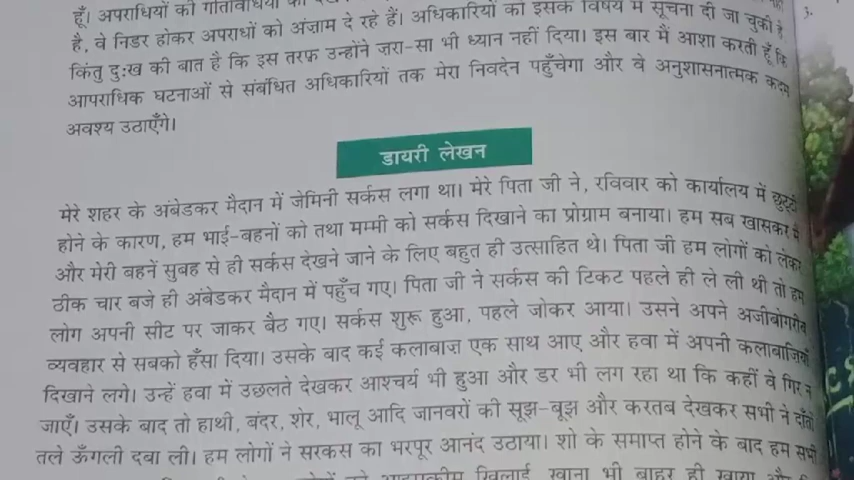 हूँ। अपराधियों की गतिविधियों
है, वे निडर होकर अपराधों को अंज़ाम दे रहे हैं। अधिकारियों को इसके विषय में सूचना दी जा चुकी है
किंतु दुःख की बात है कि इस तरफ उन्होंने ज़रा-सा भी ध्यान नहीं दिया। इस बार मैं आशा करती हूँ कि
आपराधिक घटनाओं से संबंधित अधिकारियों तक मेरा निवदेन पहुँचेगा और वे अनुशासनात्मक कदम
अवश्य उठाएँगे।
3.
डायरी लेखन
मेरे शहर के अंबेडकर मैदान में जेमिनी सर्कस लगा था। मेरे पिता जी ने, रविवार को कार्यालय में छुट्टी
होने के कारण, हम भाई-बहनों को तथा मम्मी को सर्कस दिखाने का प्रोग्राम बनाया। हम सब खासकर मैं
और मेरी बहनें सुबह से ही सर्कस देखने जाने के लिए बहुत ही उत्साहित थे। पिता जी हम लोगों को लेकर
ठीक चार बजे ही अंबेडकर मैदान में पहुँच गए। पिता जी ने सर्कस की टिकट पहले ही ले ली थी तो हम
लोग अपनी सीट पर जाकर बैठ गए। सर्कस शुरू हुआ, पहले जोकर आया। उसने अपने अजीबोगरीब
व्यवहार से सबको हँसा दिया। उसके बाद कई कलाबाज़ एक साथ आए और हवा में अपनी कलाबाज़ियाँ
दिखाने लगे। उन्हें हवा में उछलते देखकर आश्चर्य भी हुआ और डर भी लग रहा था कि कहीं वे गिर न
जाएँ। उसके बाद तो हाथी, बंदर, शेर, भालू आदि जानवरों की सूझ-बूझ और करतब देखकर सभी ने दाँतों
तले ऊँगली दबा ली। हम लोगों ने सरकस का भरपूर आनंद उठाया। शो के समाप्त होने के बाद हम सभी
आइसक्रीम खिलाई, खाना भी बाहर ही खाया और